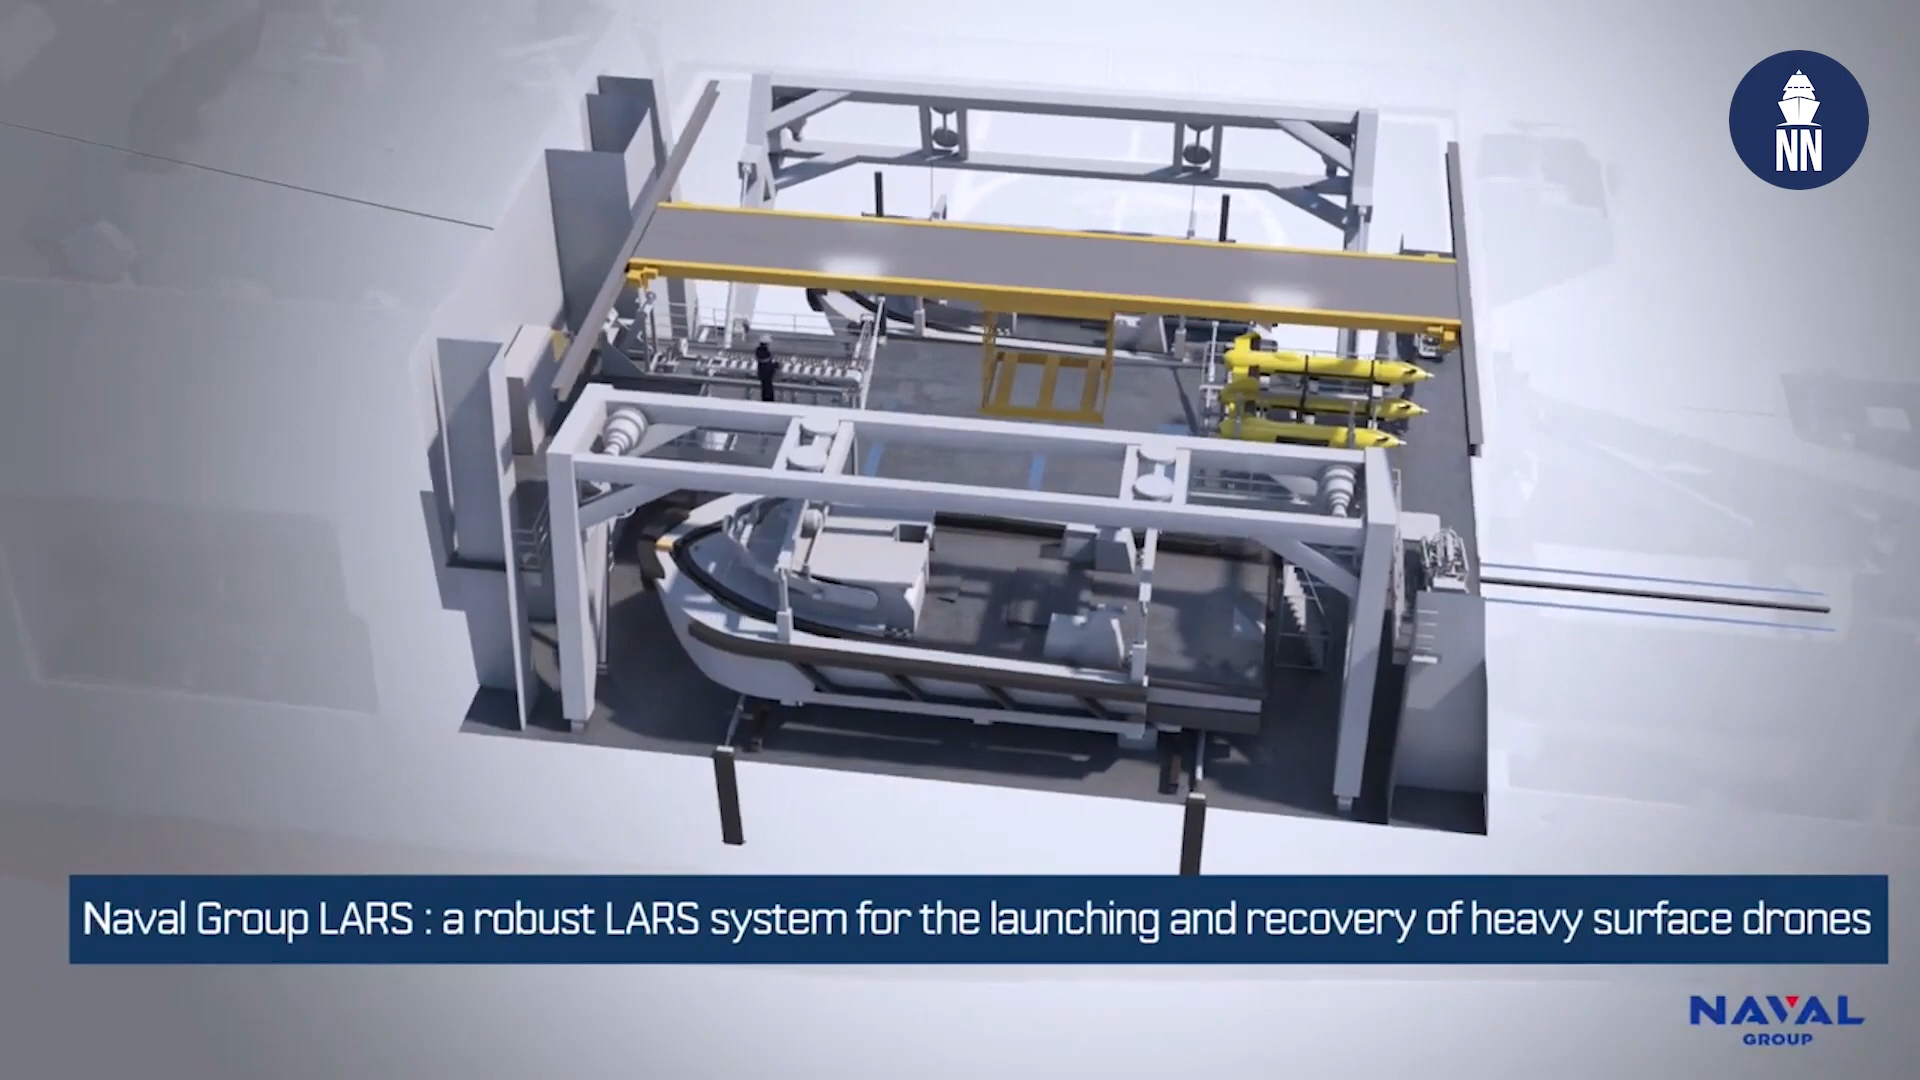 NN
Naval Group LARS : a robust LARS system for the launching and recovery of heavy surface drones
NAVAL
GROUP